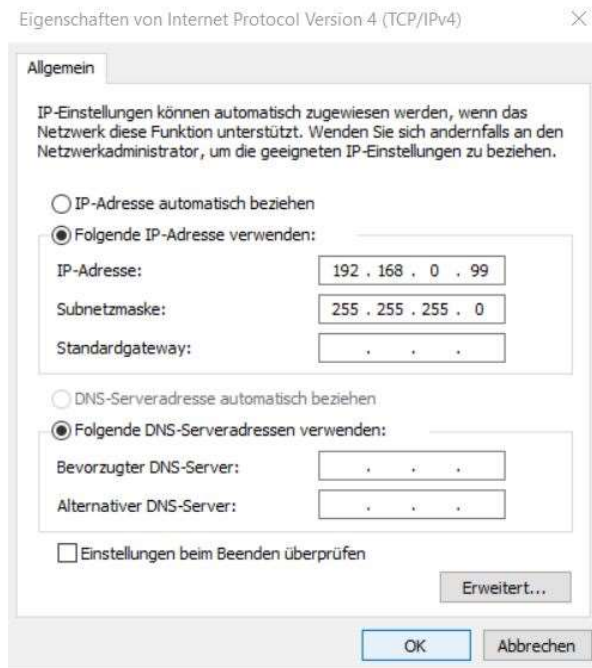 Eigenschaften von Internet Protocol Version 4 (TCP/IPv4)
Allgemein
IP-Einstellungen können automatisch zugewiesen werden, wenn das
Netzwerk diese Funktion unterstützt. Wenden Sie sich andernfalls an den
Netzwerkadministrator, um die geeigneten IP-Einstellungen zu beziehen.
IP-Adresse automatisch beziehen
Folgende IP-Adresse verwenden:
IP-Adresse: 192 . 168 . 0 . 99
Subnetzmaske: 255 . 255 . 255 . 0
Standardgateway: . . .
DNS-Serveradresse automatisch beziehen
Folgende DNS-Serveradressen verwenden:
Bevorzugter DNS-Server: . . .
Alternativer DNS-Server: . . .
Einstellungen beim Beenden überprüfen
Erweitert...
OK Abbrechen